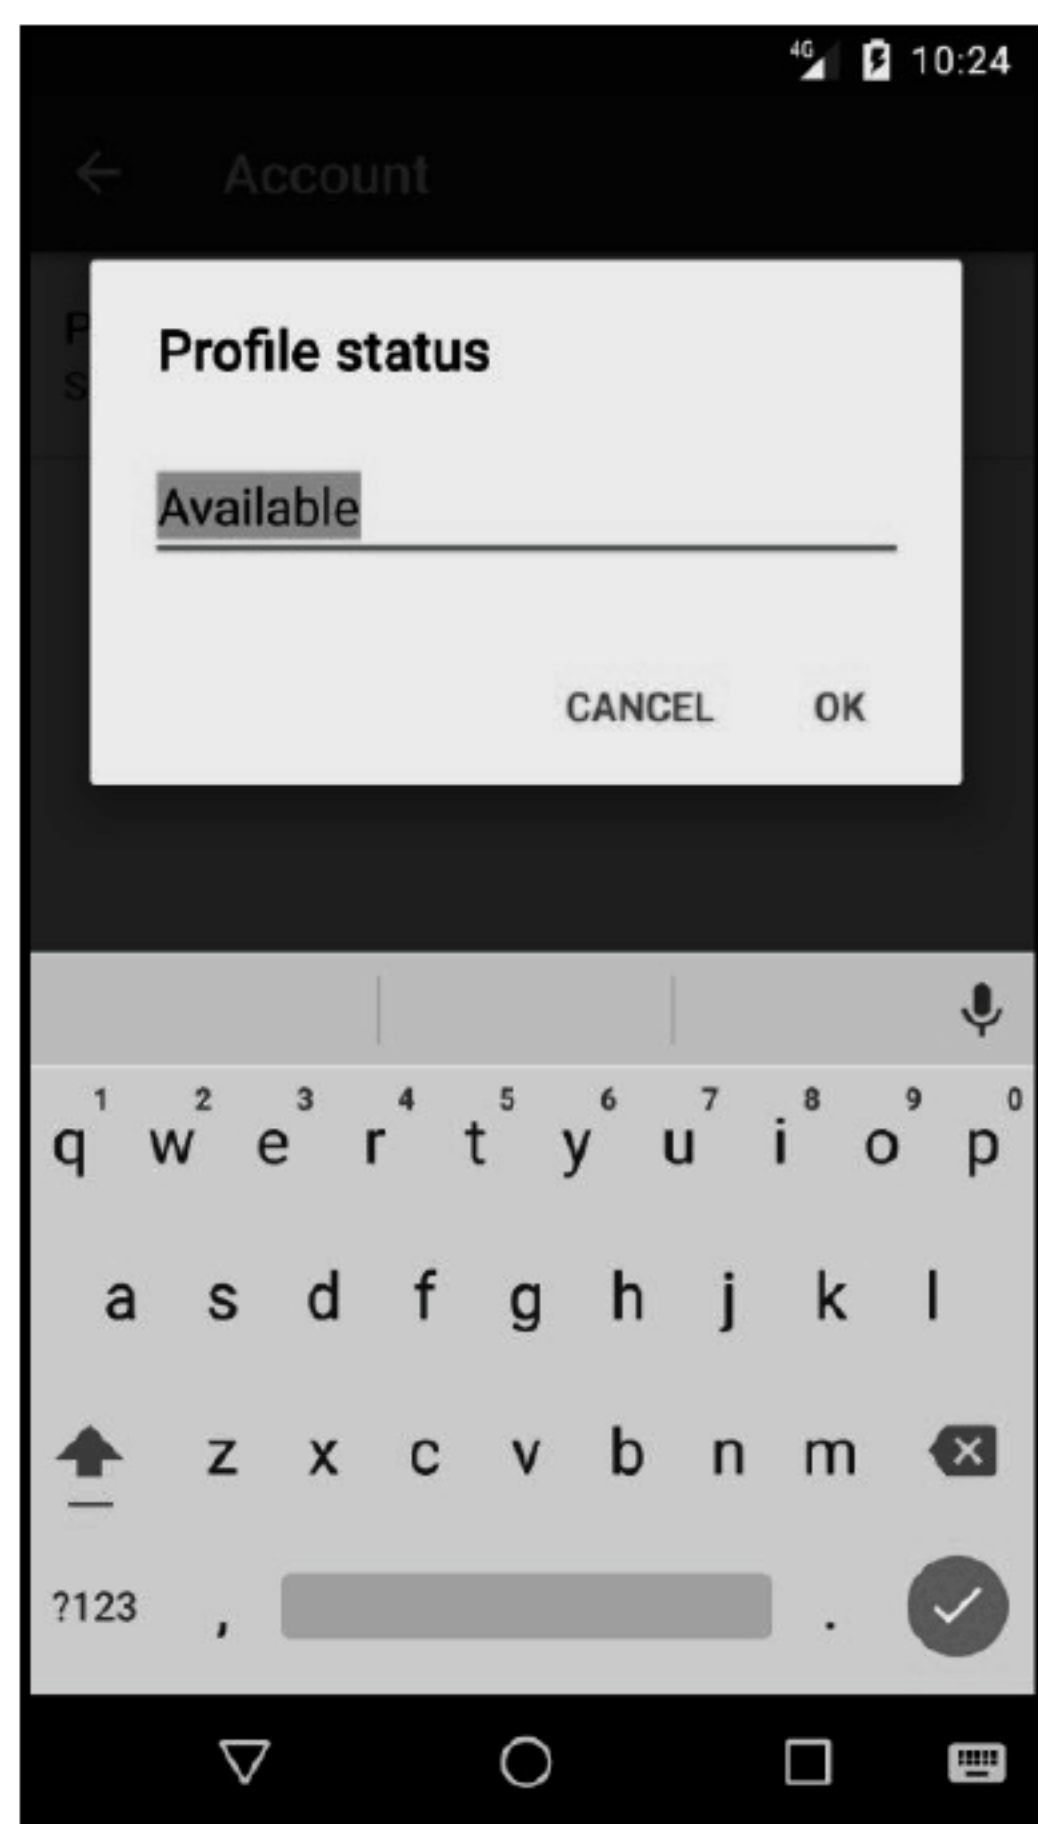 4G 10:24
Account
P
S
Profile status
Available
CANCEL OK
1 2 3 4 5 6 7 8 9 0
q w e r t y u i o p
a s d f g h j k l
z x c v b n m
?123 , .